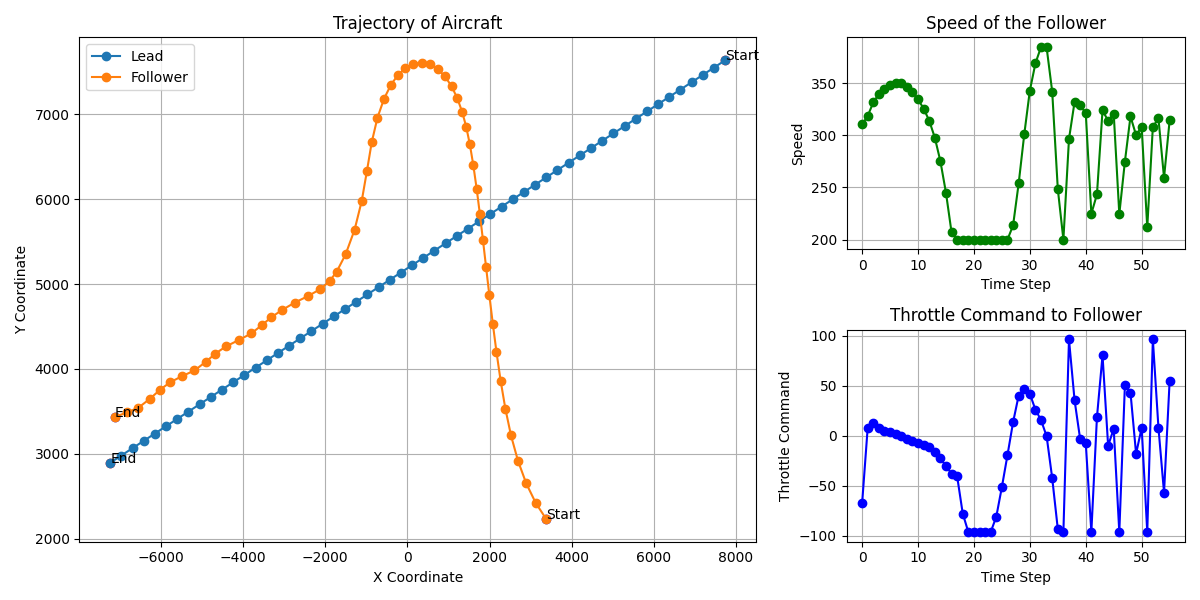 Trajectory of Aircraft
Lead
Follower
Start
End
End
Start
7000
6000
5000
4000
3000
2000
Y Coordinate
−6000
−4000
−2000
0
2000
4000
6000
8000
X Coordinate
Speed of the Follower
350
300
250
200
Speed
0
10
20
30
40
50
Time Step
Throttle Command to Follower
100
50
0
−50
−100
Throttle Command
0
10
20
30
40
50
Time Step